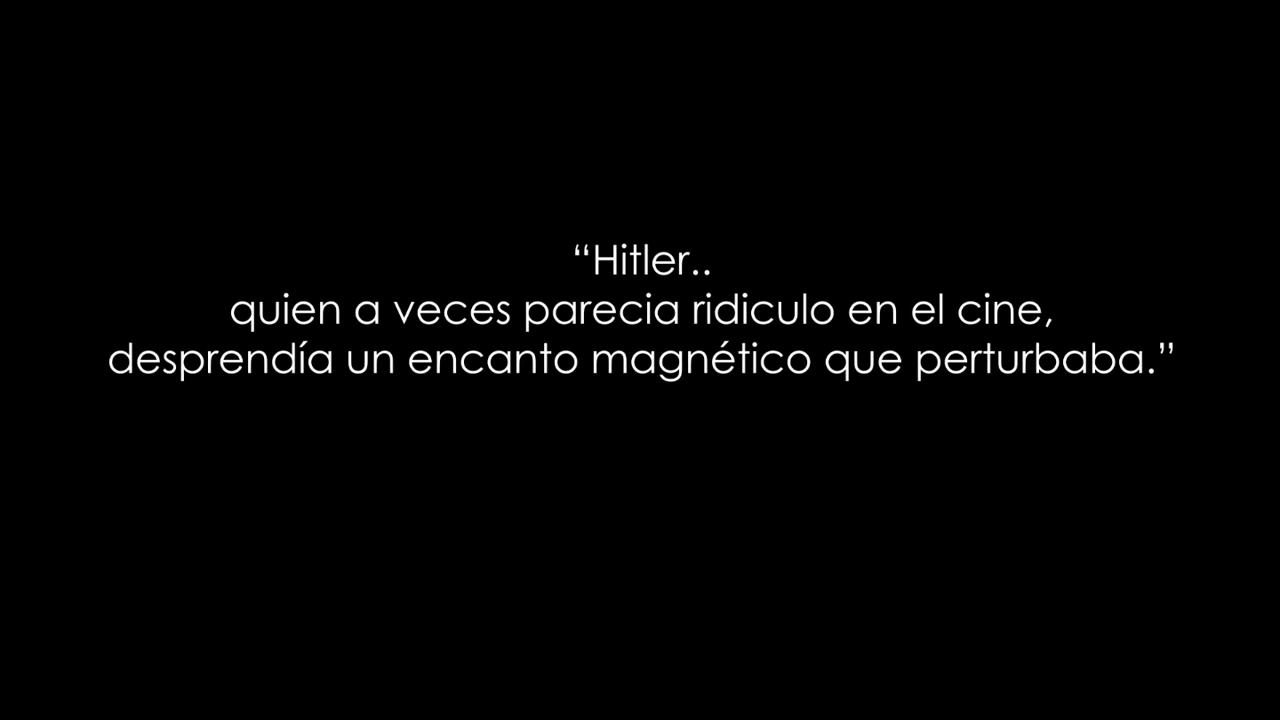 “Hitler..
quien a veces parecia ridiculo en el cine,
desprendía un encanto magnético que perturbaba.”